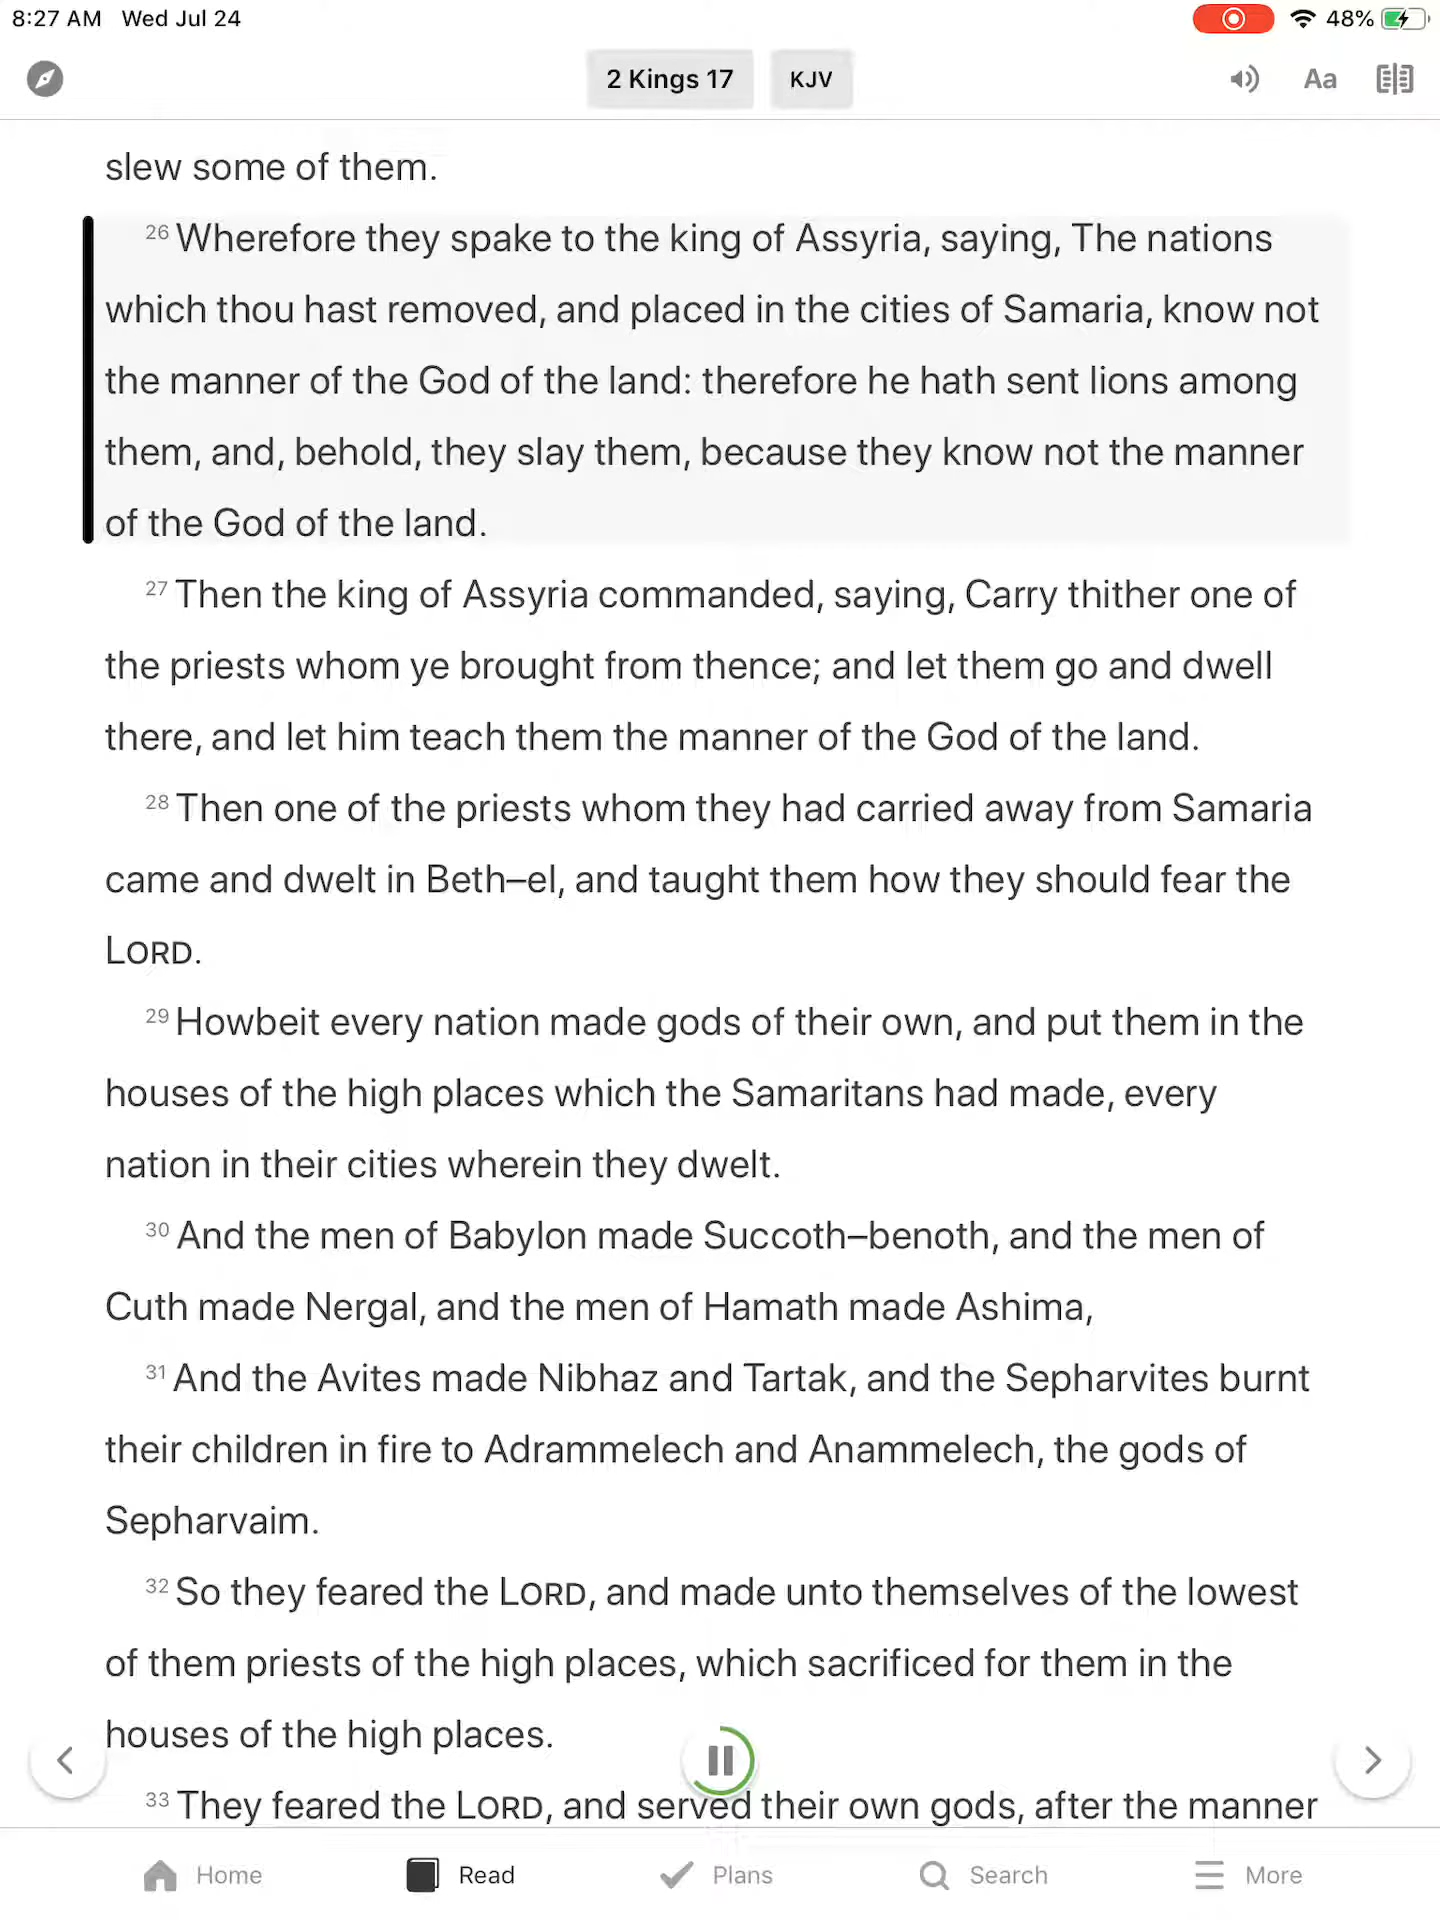 8:27 AM Wed Jul 24 48%
2 Kings 17 KJV Aa
slew some of them.
26 Wherefore they spake to the king of Assyria, saying, The nations
which thou hast removed, and placed in the cities of Samaria, know not
the manner of the God of the land: therefore he hath sent lions among
them, and, behold, they slay them, because they know not the manner
of the God of the land.
27 Then the king of Assyria commanded, saying, Carry thither one of
the priests whom ye brought from thence; and let them go and dwell
there, and let him teach them the manner of the God of the land.
28 Then one of the priests whom they had carried away from Samaria
came and dwelt in Beth–el, and taught them how they should fear the
LORD.
29 Howbeit every nation made gods of their own, and put them in the
houses of the high places which the Samaritans had made, every
nation in their cities wherein they dwelt.
30 And the men of Babylon made Succoth–benoth, and the men of
Cuth made Nergal, and the men of Hamath made Ashima,
31 And the Avites made Nibhaz and Tartak, and the Sepharvites burnt
their children in fire to Adrammelech and Anammelech, the gods of
Sepharvaim.
32 So they feared the LORD, and made unto themselves of the lowest
of them priests of the high places, which sacrificed for them in the
houses of the high places.
33 They feared the LORD, and served their own gods, after the manner
Home Read Plans Search More